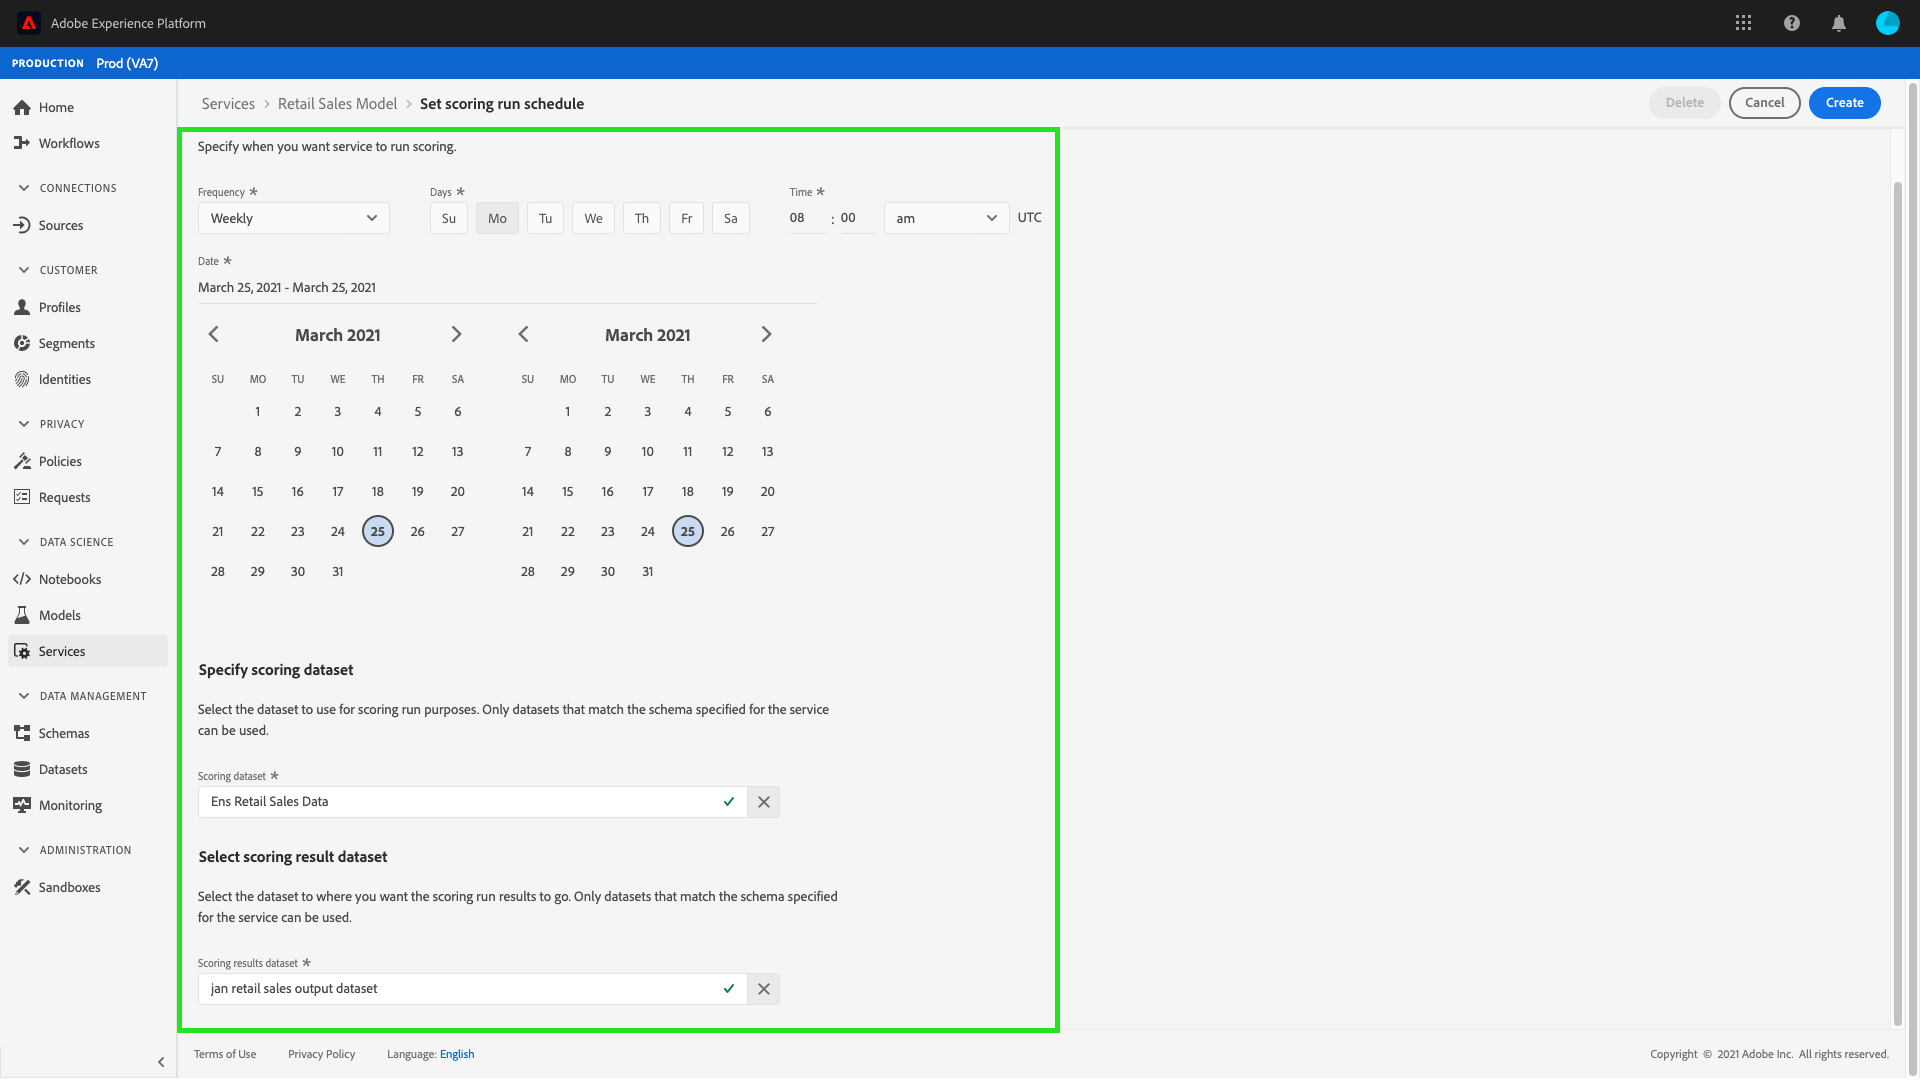 Adobe Experience Platform
PRODUCTION Prod (VA7)
Home
Workflows
CONNECTIONS
Sources
CUSTOMER
Profiles
Segments
Identities
PRIVACY
Policies
Requests
DATA SCIENCE
Notebooks
Models
Services
DATA MANAGEMENT
Schemas
Datasets
Monitoring
ADMINISTRATION
Sandboxes
Services > Retail Sales Model > Set scoring run schedule
Delete Cancel Create
Specify when you want service to run scoring.
Frequency * Days * Time *
Weekly Su Mo Tu We Th Fr Sa 08 : 00 am UTC
Date *
March 25, 2021 - March 25, 2021
March 2021 March 2021
SU MO TU WE TH FR SA SU MO TU WE TH FR SA
1 2 3 4 5 6 1 2 3 4 5 6
7 8 9 10 11 12 13 7 8 9 10 11 12 13
14 15 16 17 18 19 20 14 15 16 17 18 19 20
21 22 23 24 25 26 27 21 22 23 24 25 26 27
28 29 30 31 28 29 30 31
Specify scoring dataset
Select the dataset to use for scoring run purposes. Only datasets that match the schema specified for the service
can be used.
Scoring dataset *
Ens Retail Sales Data
Select scoring result dataset
Select the dataset to where you want the scoring run results to go. Only datasets that match the schema specified
for the service can be used.
Scoring results dataset *
jan retail sales output dataset
Terms of Use Privacy Policy Language: English
Copyright © 2021 Adobe Inc. All rights reserved.